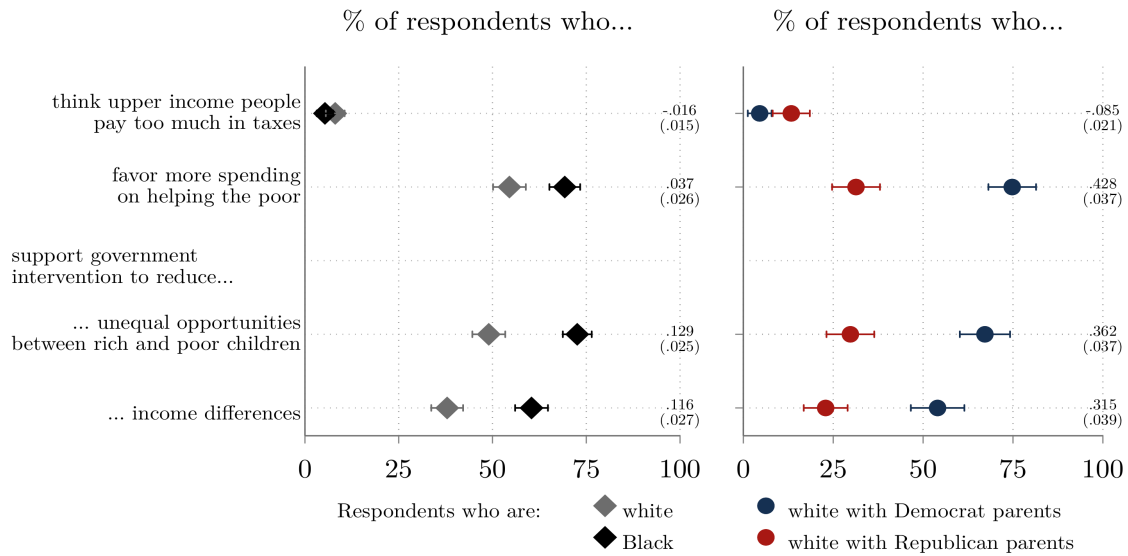 % of respondents who...
% of respondents who...
think upper income people
pay too much in taxes
-.016
(.015)
-.085
(.021)
favor more spending
on helping the poor
.037
(.026)
.428
(.037)
support government
intervention to reduce...
... unequal opportunities
between rich and poor children
.129
(.025)
.362
(.037)
... income differences
.116
(.027)
.315
(.039)
0 25 50 75 100
0 25 50 75 100
Respondents who are:
white
Black
white with Democrat parents
white with Republican parents